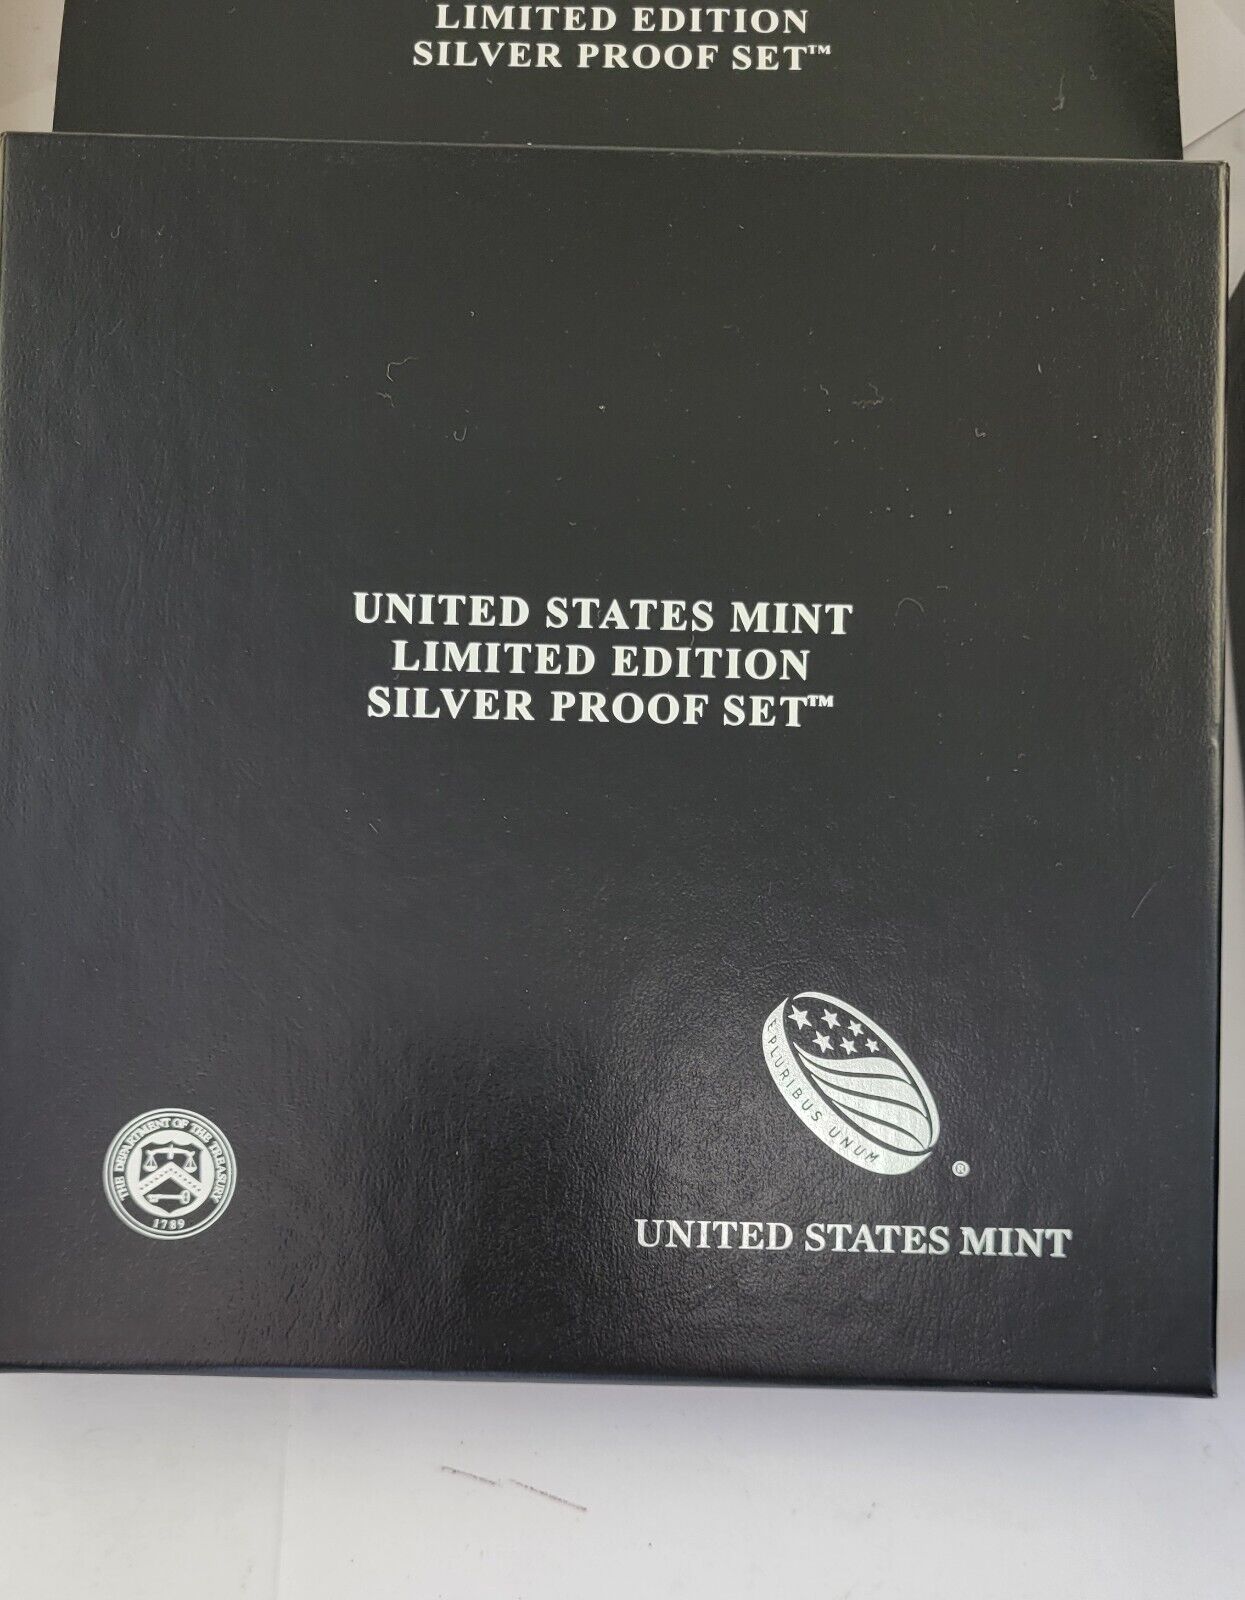 LIMITED EDITION
SILVER PROOF SET™
UNITED STATES MINT
LIMITED EDITION
SILVER PROOF SET™
E PLURIBUS UNUM
®
THE DEPARTMENT OF THE TREASURY
1789
UNITED STATES MINT